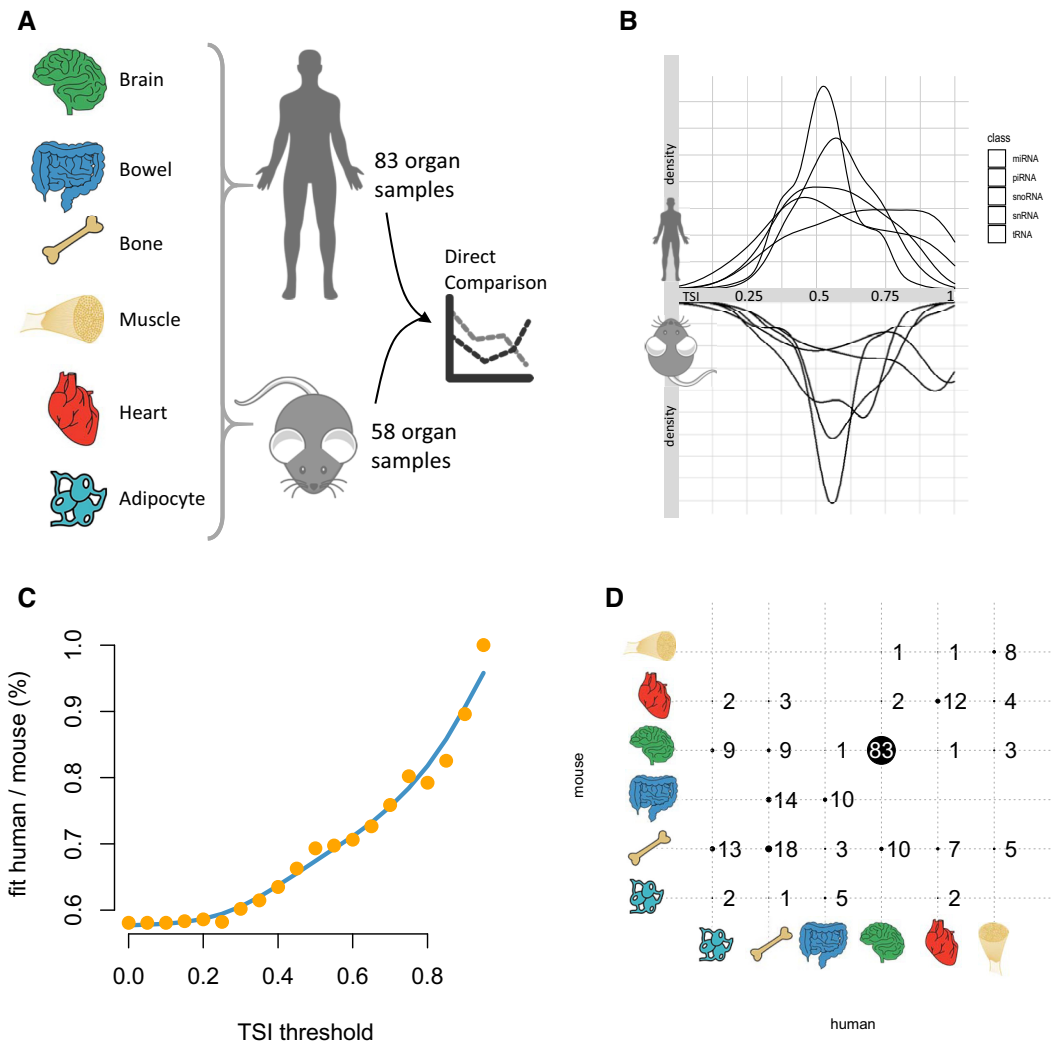 A
Brain
Bowel
Bone
Muscle
Heart
Adipocyte
83 organ
samples
58 organ
samples
Direct
Comparison
B
density
density
TSI 0.25 0.5 0.75 1
class
miRNA
piRNA
snoRNA
snRNA
tRNA
C
fit human / mouse (%)
1.0
0.9
0.8
0.7
0.6
0.0 0.2 0.4 0.6 0.8
TSI threshold
D
mouse
1 1 8
2 3 2 12 4
9 9 1 83 1 3
14 10
13 18 3 10 7 5
2 1 5 2
human